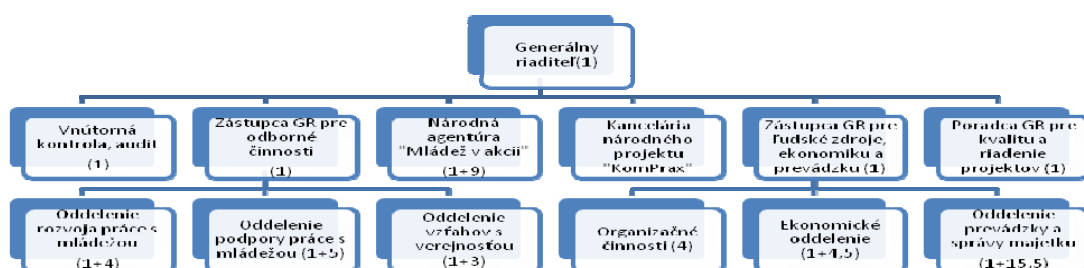 Generálny
riaditeľ(1)
Vnútorná
kontrola, audit
(1)
Zástupca GR pre
odborné
činnosti
(1)
Národná
agentúra
"Mládež v akcii"
(1+9)
Kancelária
národného
projektu
"KomPrax"
Zástupca GR pre
ľudské zdroje,
ekonomiku a
prevádzku (1)
Poradca GR pre
kvalitu a
riadenie
projektov (1)
Oddelenie
rozvoja práce s
mládežou
(1+4)
Oddelenie
podpory práce s
mládežou (1+5)
Oddelenie
vzťahov s
verejnosťou
(1+3)
Organizačné
činnosti (4)
Ekonomické
oddelenie
(1+4,5)
Oddelenie
prevádzky a
správy majetku
(1+15,5)